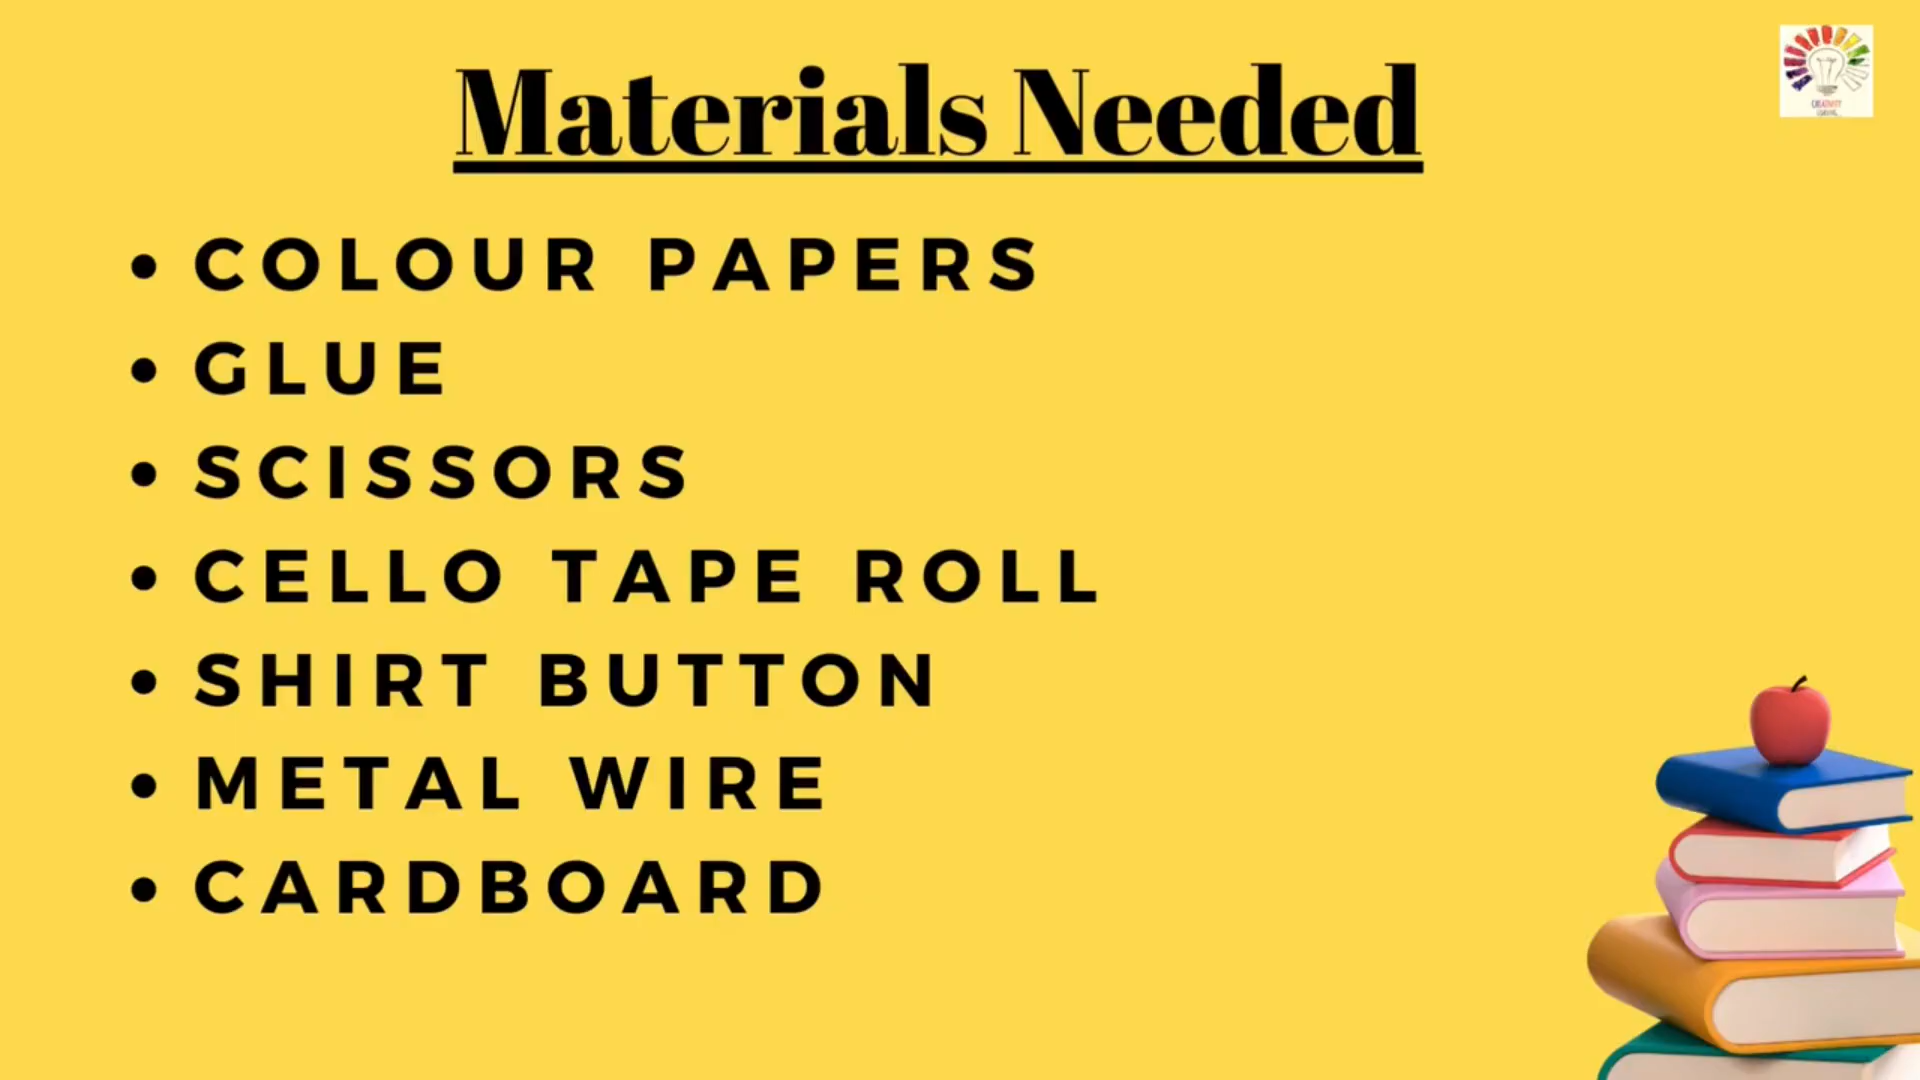 Materials Needed
• COLOUR PAPERS
• GLUE
• SCISSORS
• CELLO TAPE ROLL
• SHIRT BUTTON
• METAL WIRE
• CARDBOARD